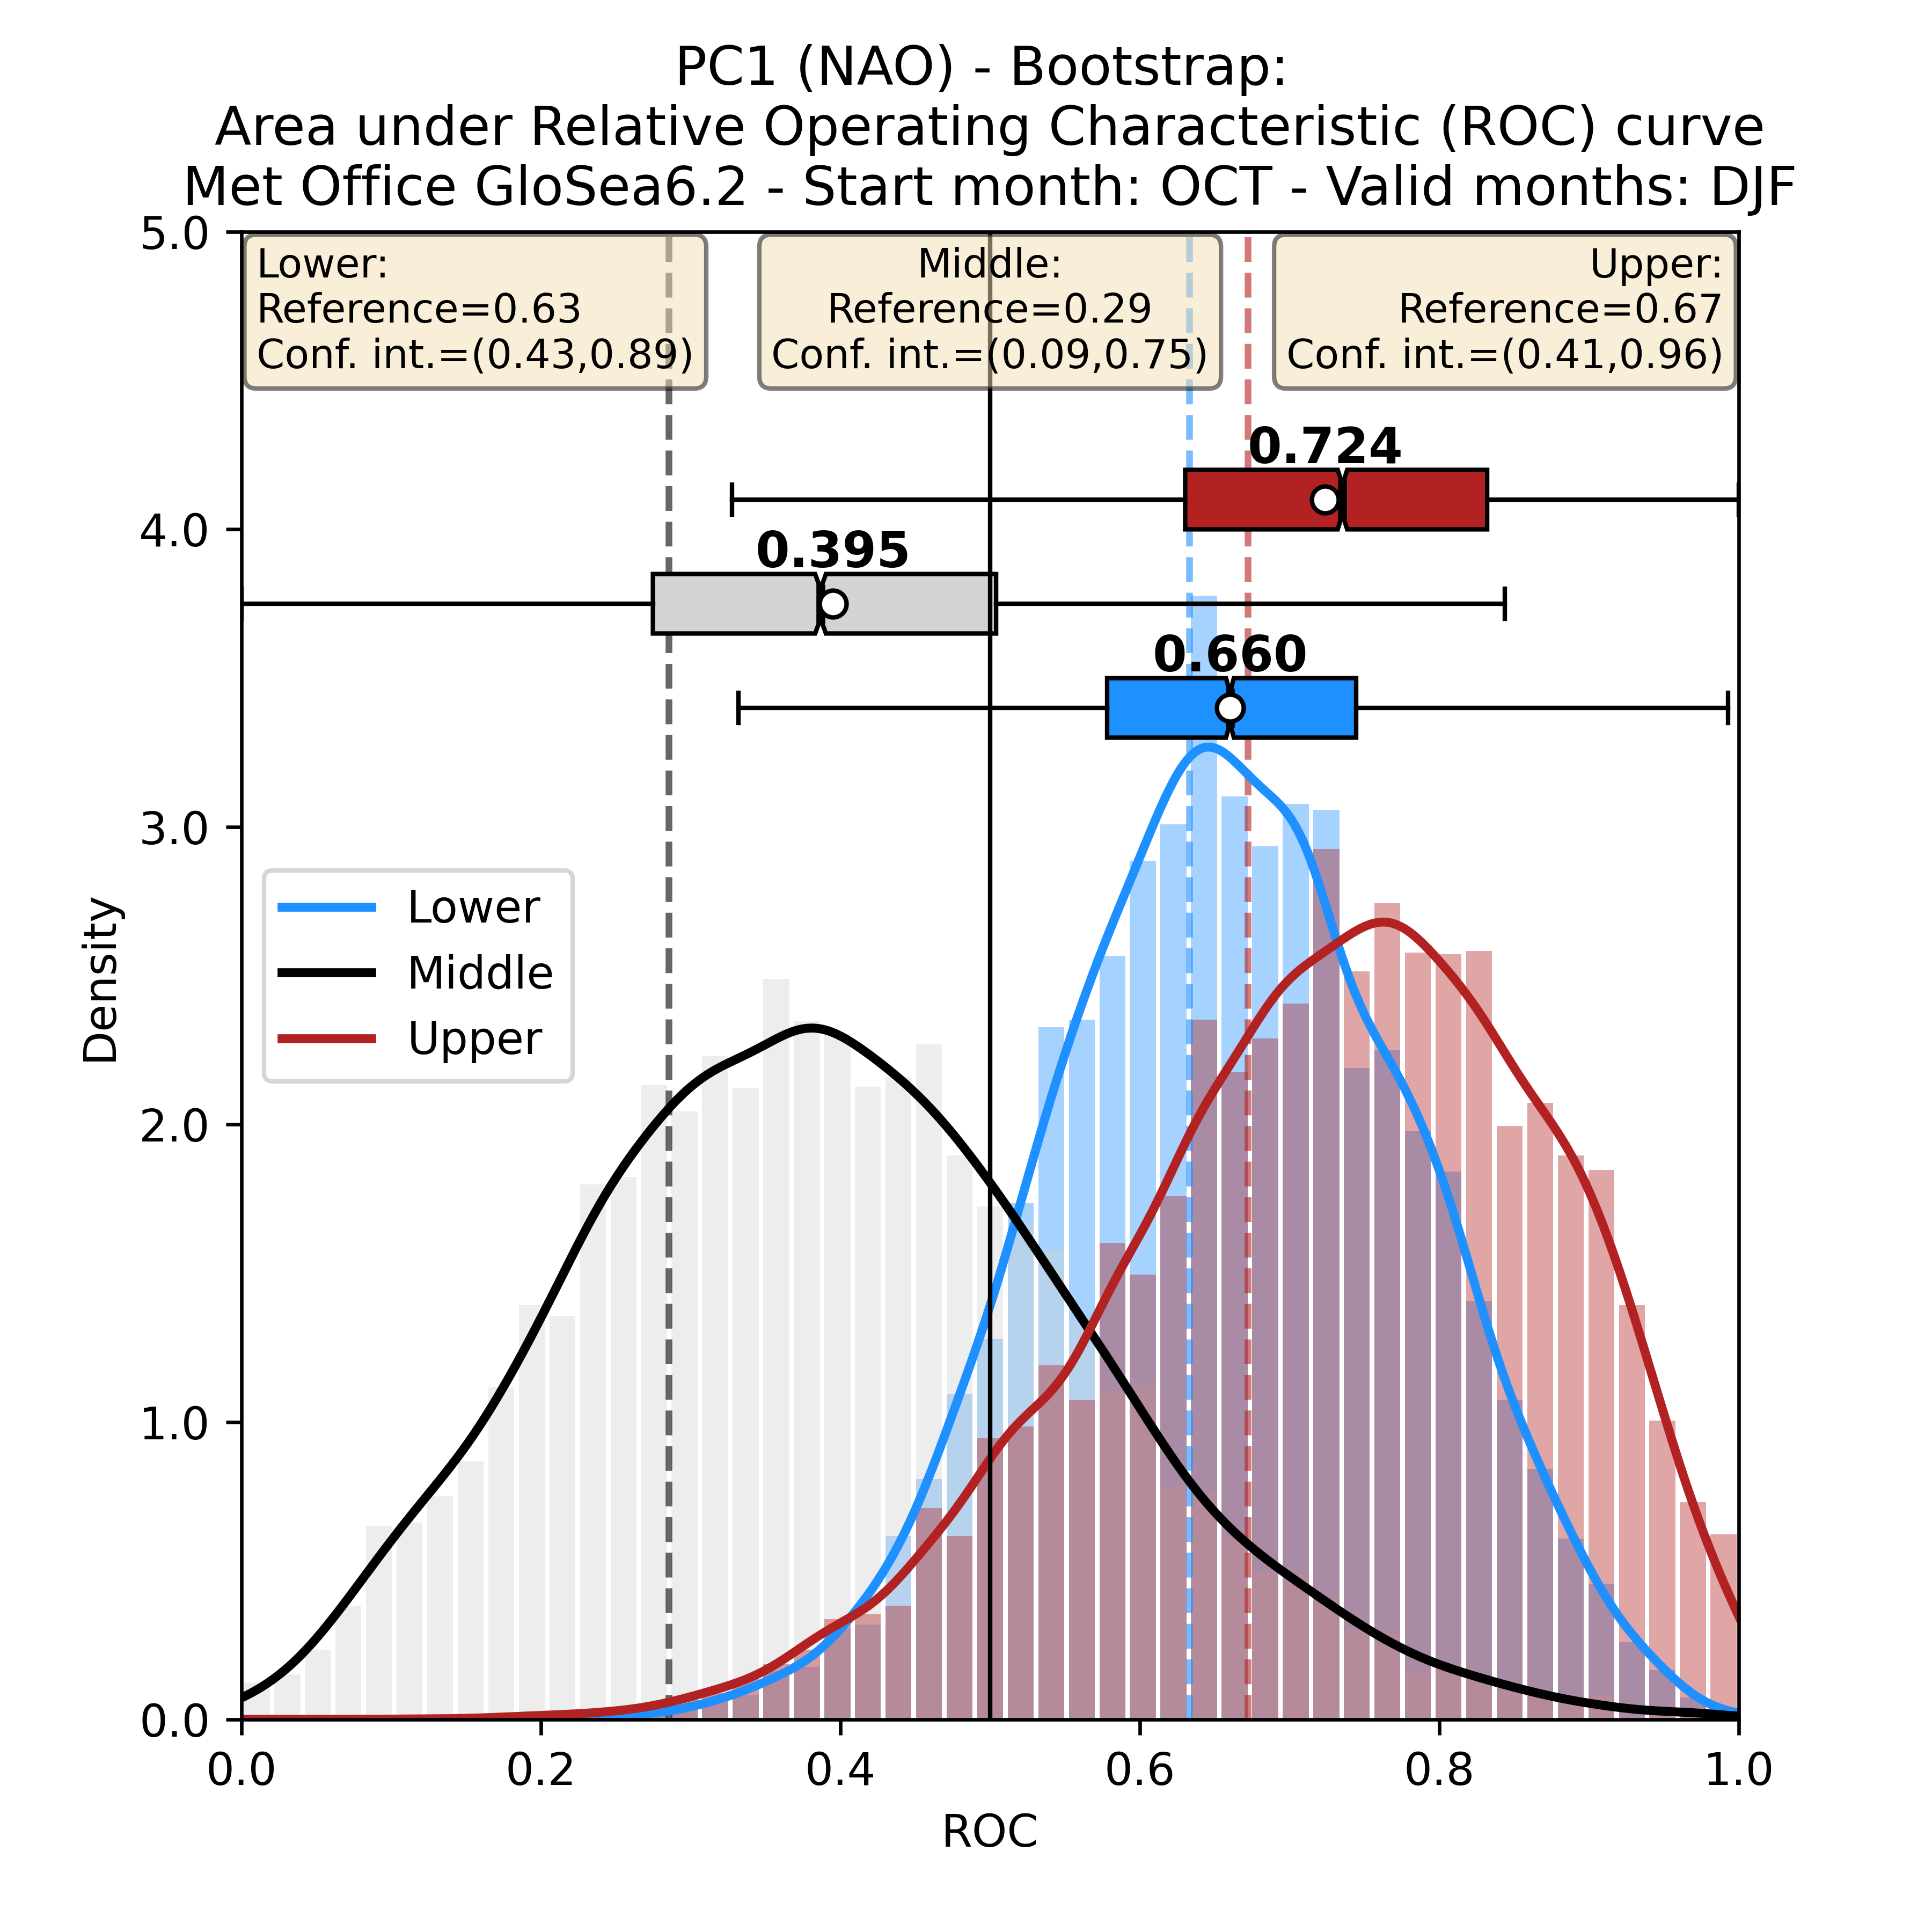 PC1 (NAO) - Bootstrap:
Area under Relative Operating Characteristic (ROC) curve
Met Office GloSea6.2 - Start month: OCT - Valid months: DJF
5.0
Lower:
Reference=0.63
Conf. int.=(0.43,0.89)
Middle:
Reference=0.29
Conf. int.=(0.09,0.75)
Upper:
Reference=0.67
Conf. int.=(0.41,0.96)
0.724
4.0
0.395
0.660
3.0
Lower
Middle
Upper
Density
2.0
1.0
0.0
0.0 0.2 0.4 0.6 0.8 1.0
ROC